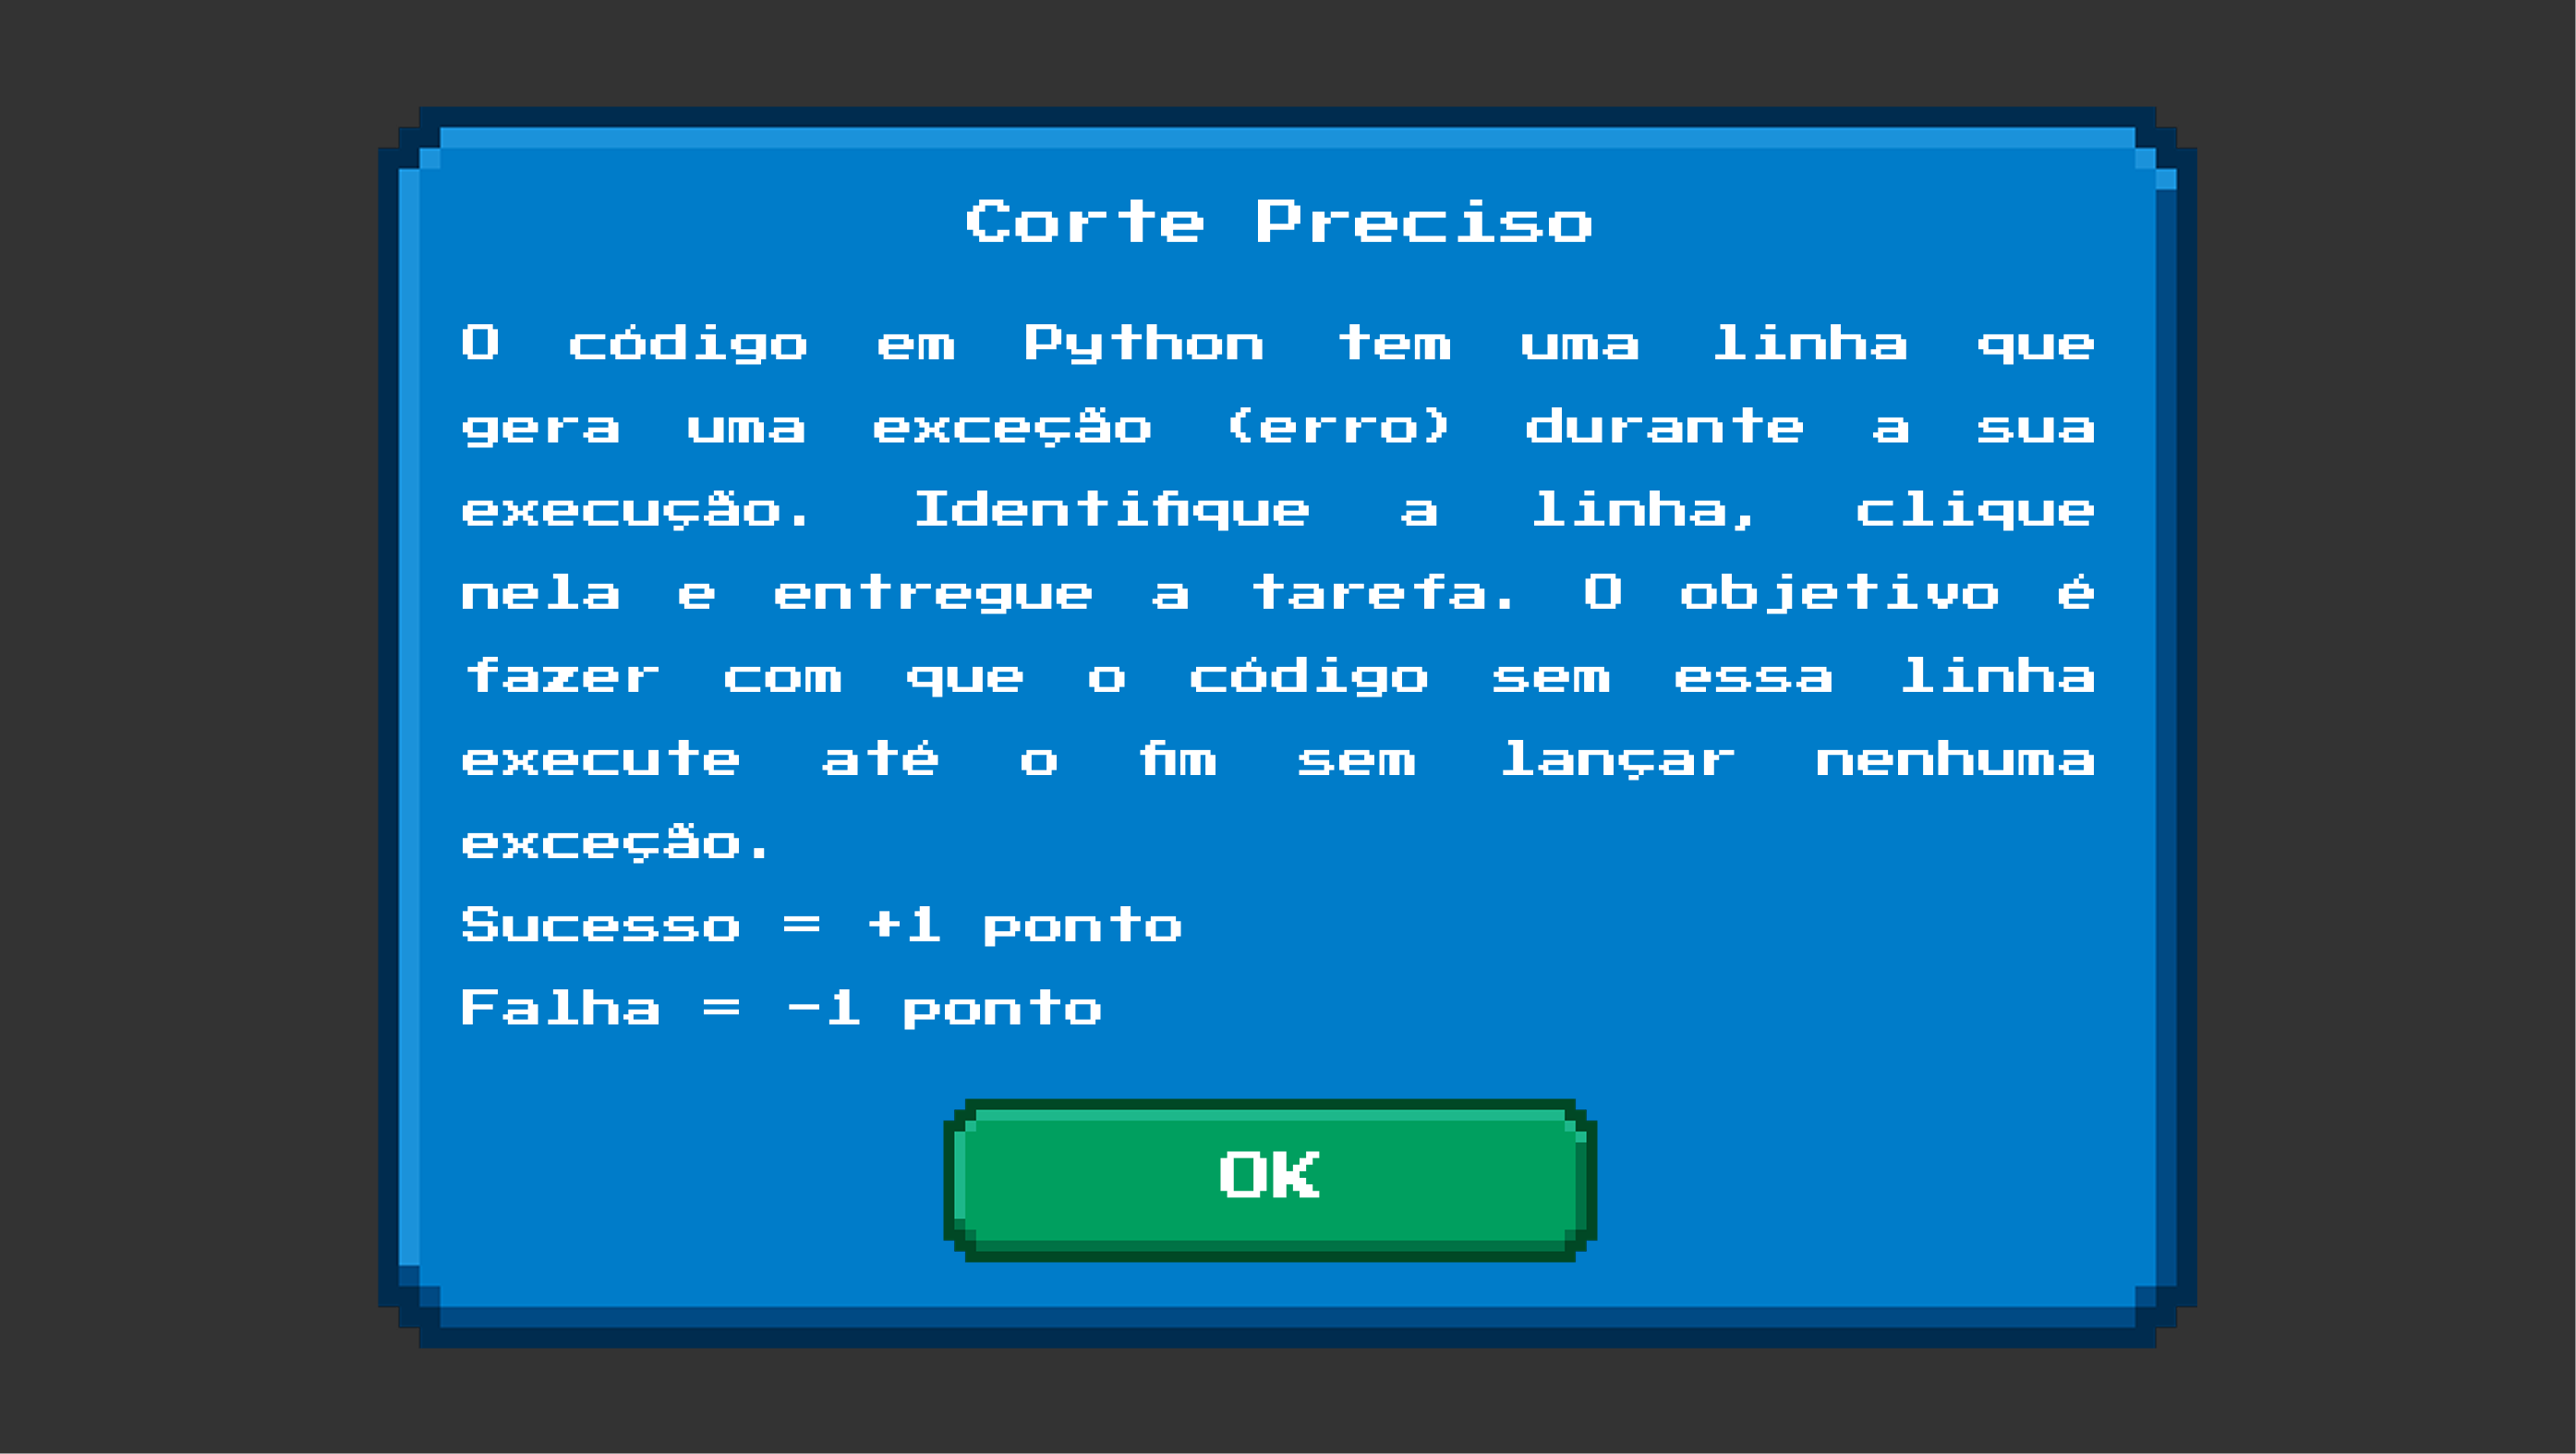 Corte Preciso
O código em Python tem uma linha que
gera uma exceção (erro) durante a sua
execução. Identifique a linha, clique
nela e entregue a tarefa. O objetivo é
fazer com que o código sem essa linha
execute até o fim sem lançar nenhuma
exceção.
Sucesso = +1 ponto
Falha = -1 ponto
OK